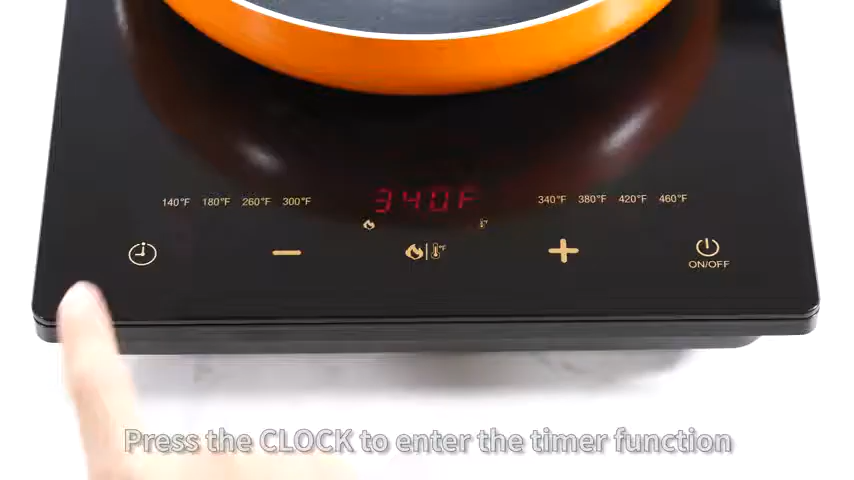 340F
140°F 180°F 260°F 300°F 340°F 380°F 420°F 460°F
°F
ON/OFF
Press the CLOCK to enter the timer function